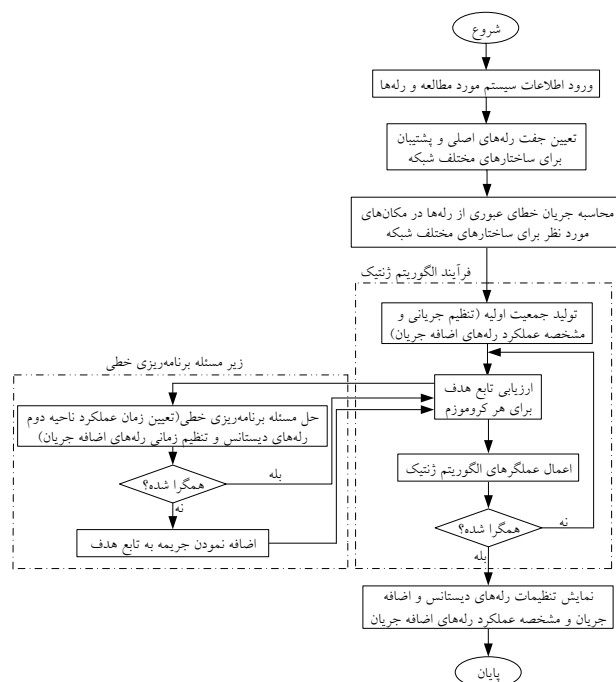 شروع
ورود اطلاعات سیستم مورد مطالعه و رله‌ها
تعیین جفت رله‌های اصلی و پشتیبان
برای ساختارهای مختلف شبکه
محاسبه جریان خطای عبوری از رله‌ها در مکان‌های
مورد نظر برای ساختارهای مختلف شبکه
فرآیند الگوریتم ژنتیک
تولید جمعیت اولیه (تنظیم جریانی و
مشخصه عملکرد رله‌های اضافه جریان)
ارزیابی تابع هدف
برای هر کروموزم
زیر مسئله برنامه‌ریزی خطی
حل مسئله برنامه‌ریزی خطی(تعیین زمان عملکرد ناحیه دوم
رله‌های دیستانس و تنظیم زمانی رله‌های اضافه جریان)
همگرا شده؟
بله
نه
اضافه نمودن جریمه به تابع هدف
اعمال عملگرهای الگوریتم ژنتیک
همگرا شده؟
نه
بله
نمایش تنظیمات رله‌های دیستانس و اضافه
جریان و مشخصه عملکرد رله‌های اضافه جریان
پایان